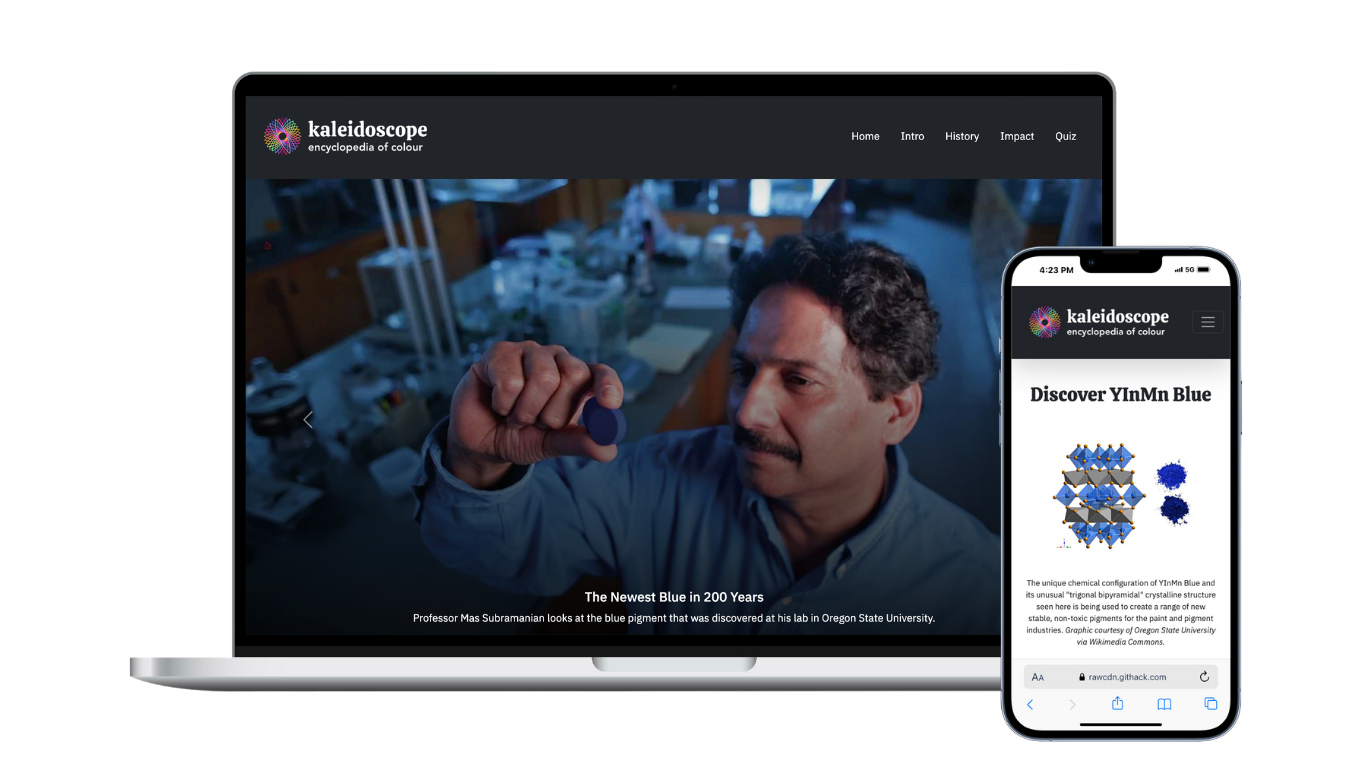 kaleidoscope
encyclopedia of colour
Home Intro History Impact Quiz
The Newest Blue in 200 Years
Professor Mas Subramanian looks at the blue pigment that was discovered at his lab in Oregon State University.
4:23 PM 5G
kaleidoscope
encyclopedia of colour
Discover YInMn Blue
The unique chemical configuration of YInMn Blue and
its unusual "trigonal bipyramidal" crystalline structure
seen here is being used to create a range of new
stable, non-toxic pigments for the paint and pigment
industries. Graphic courtesy of Oregon State University
via Wikimedia Commons.
AA rawcdn.githack.com